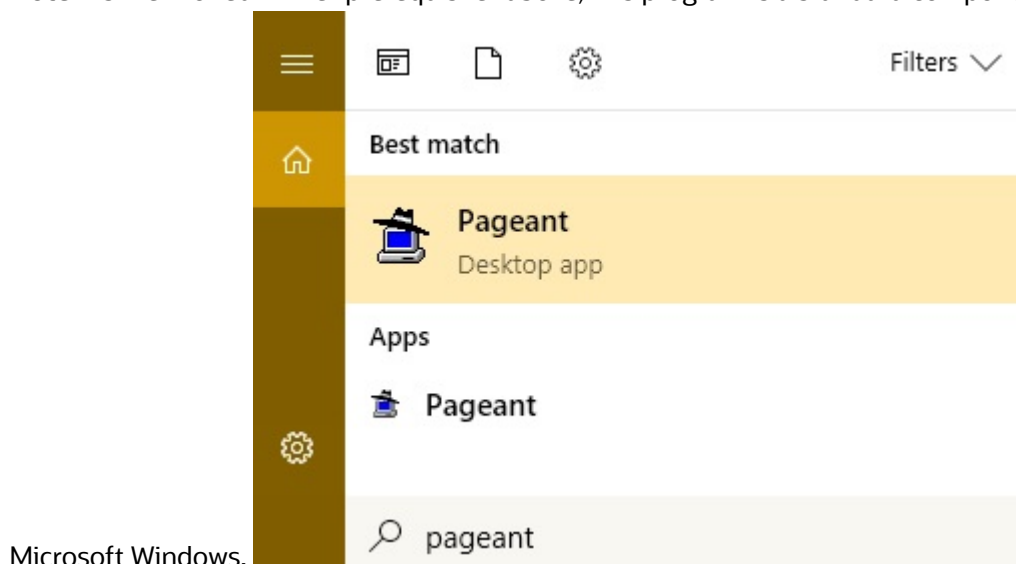 Filters
Best match
Pageant
Desktop app
Apps
Pageant
pageant
Microsoft Windows.